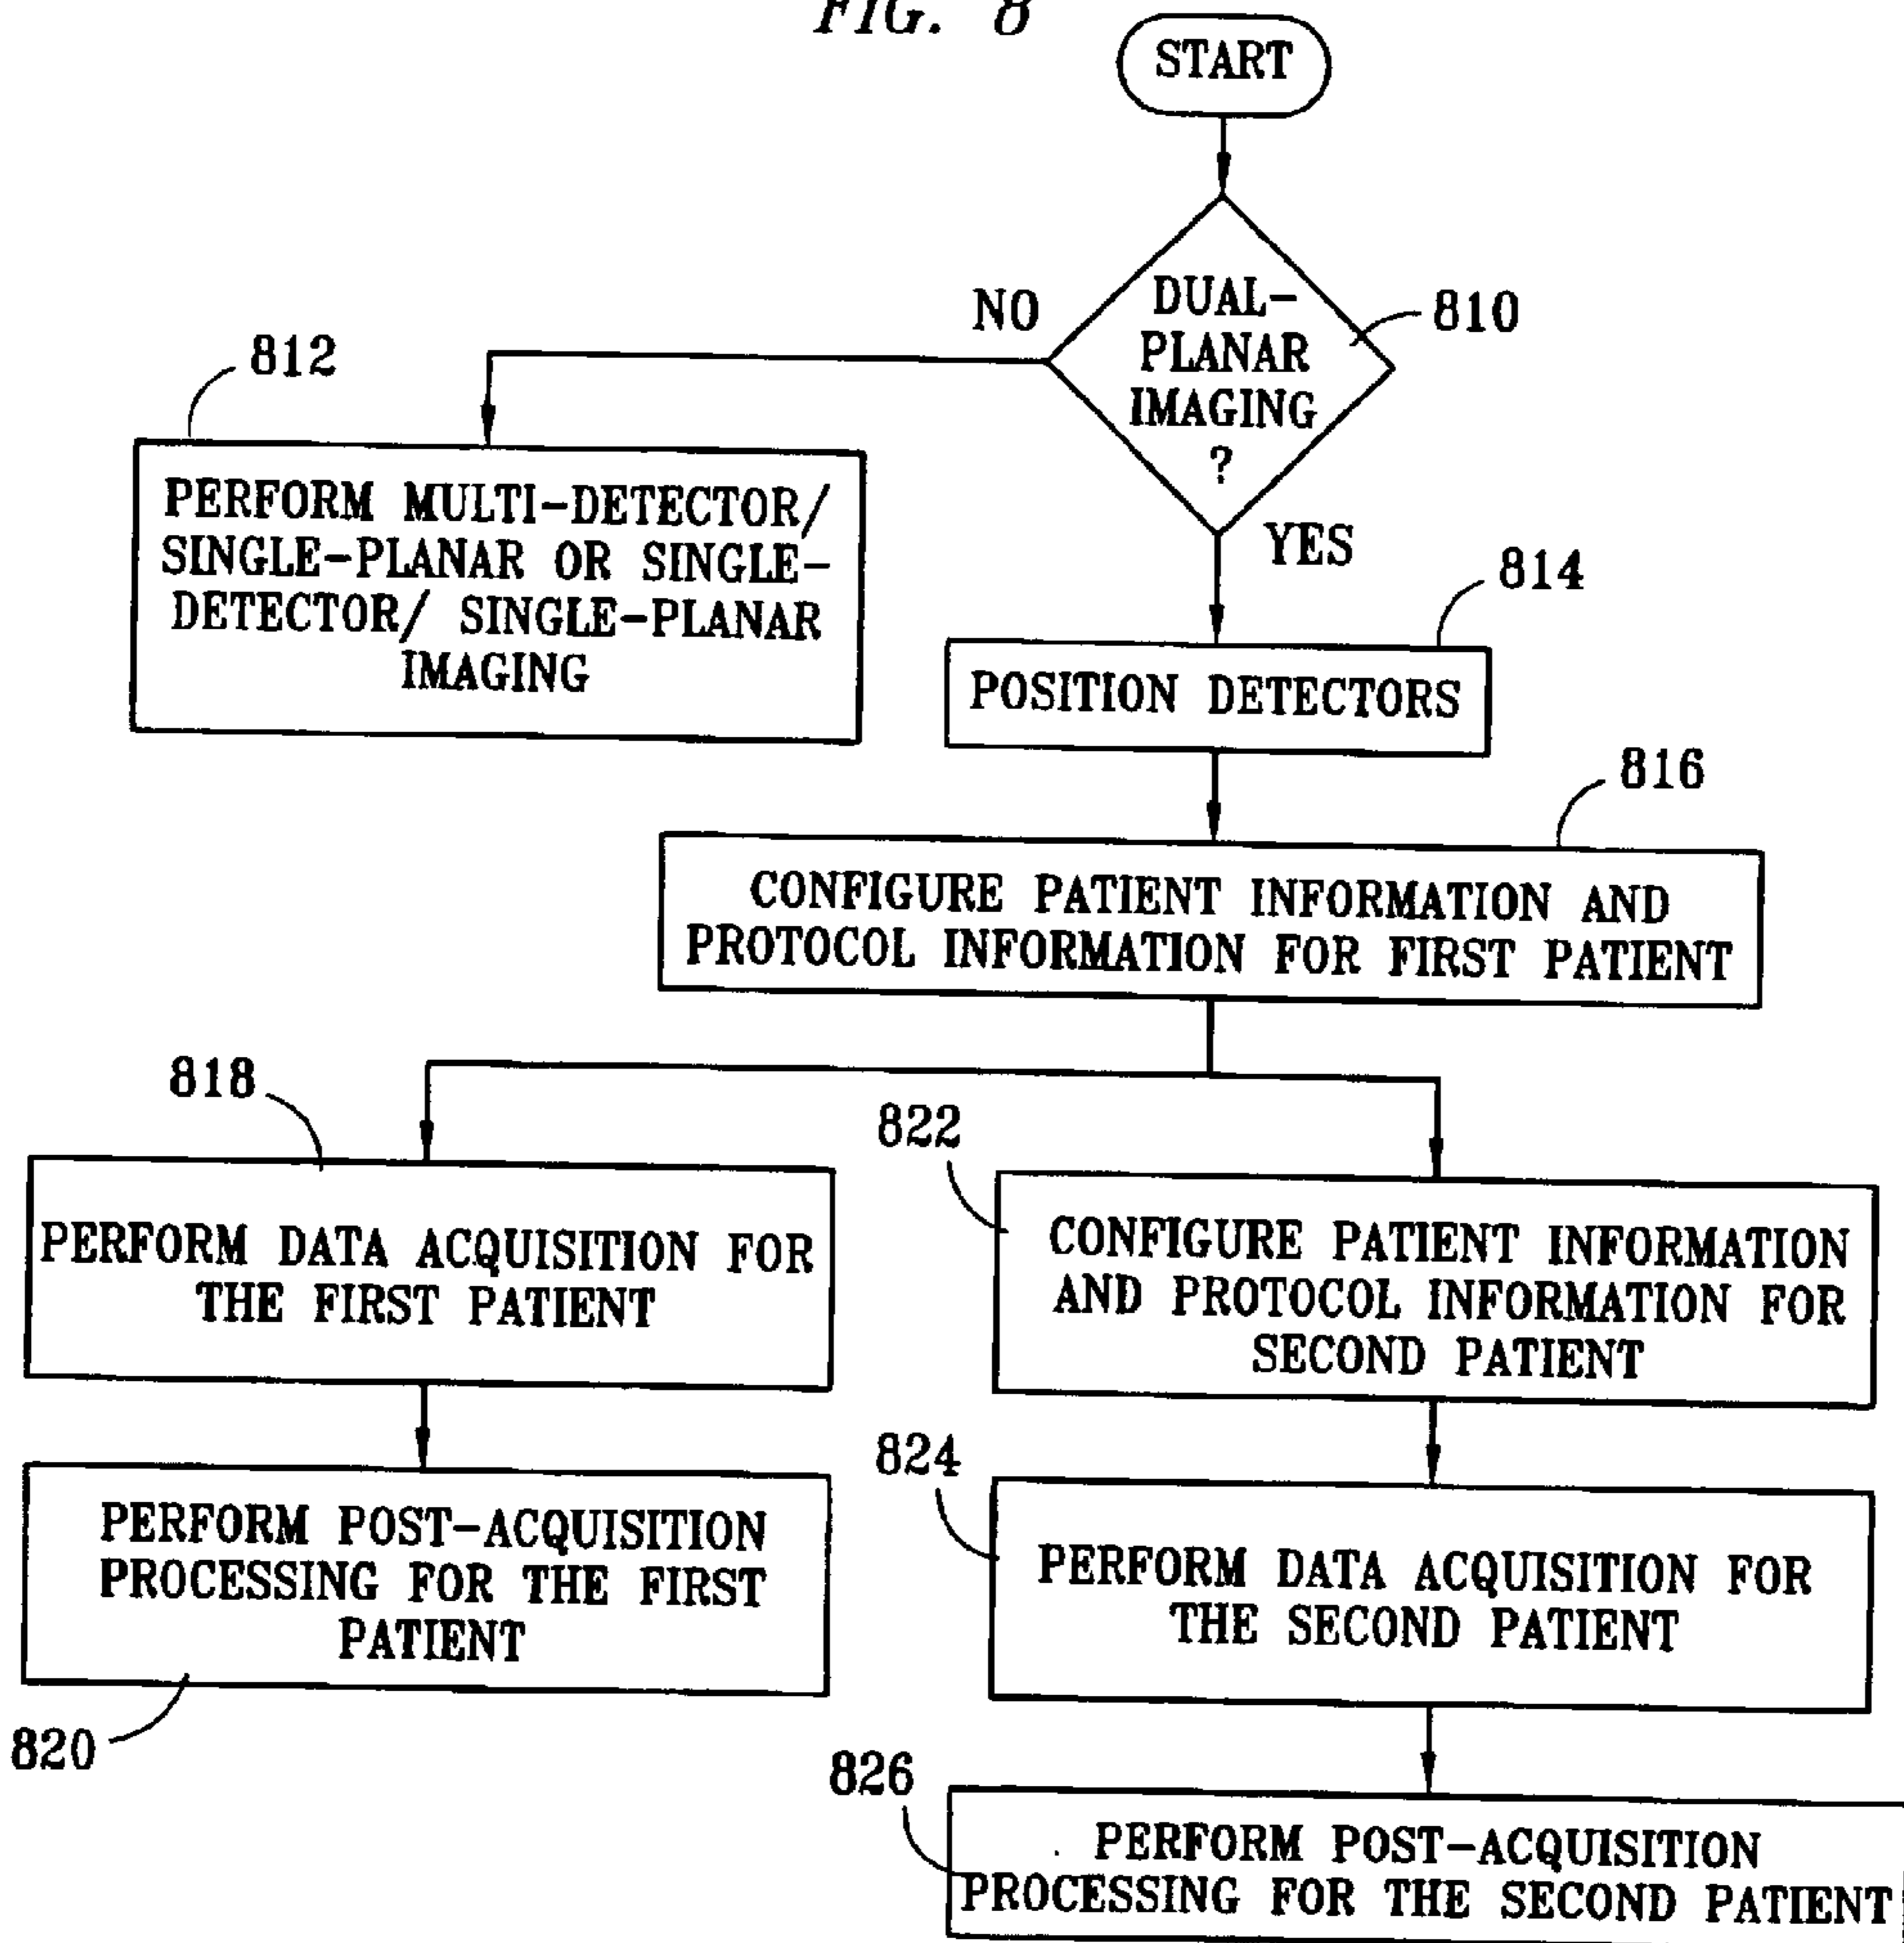 FIG. 8
START
DUAL-
PLANAR
IMAGING
?
810
NO
YES
812
PERFORM MULTI-DETECTOR/
SINGLE-PLANAR OR SINGLE-
DETECTOR/ SINGLE-PLANAR
IMAGING
814
POSITION DETECTORS
816
CONFIGURE PATIENT INFORMATION AND
PROTOCOL INFORMATION FOR FIRST PATIENT
818
PERFORM DATA ACQUISITION FOR
THE FIRST PATIENT
820
PERFORM POST-ACQUISITION
PROCESSING FOR THE FIRST
PATIENT
822
CONFIGURE PATIENT INFORMATION
AND PROTOCOL INFORMATION FOR
SECOND PATIENT
824
PERFORM DATA ACQUISITION FOR
THE SECOND PATIENT
826
PERFORM POST-ACQUISITION
PROCESSING FOR THE SECOND PATIENT